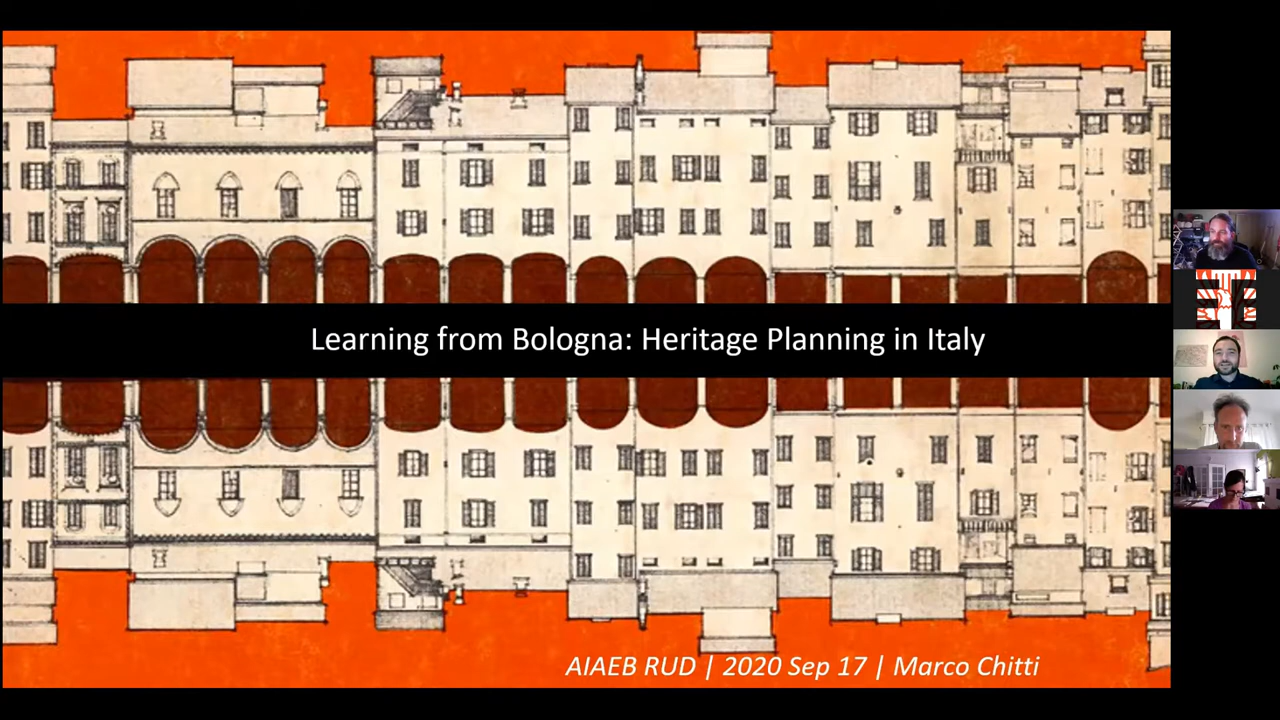 Learning from Bologna: Heritage Planning in Italy
AIAEB RUD | 2020 Sep 17 | Marco Chitti